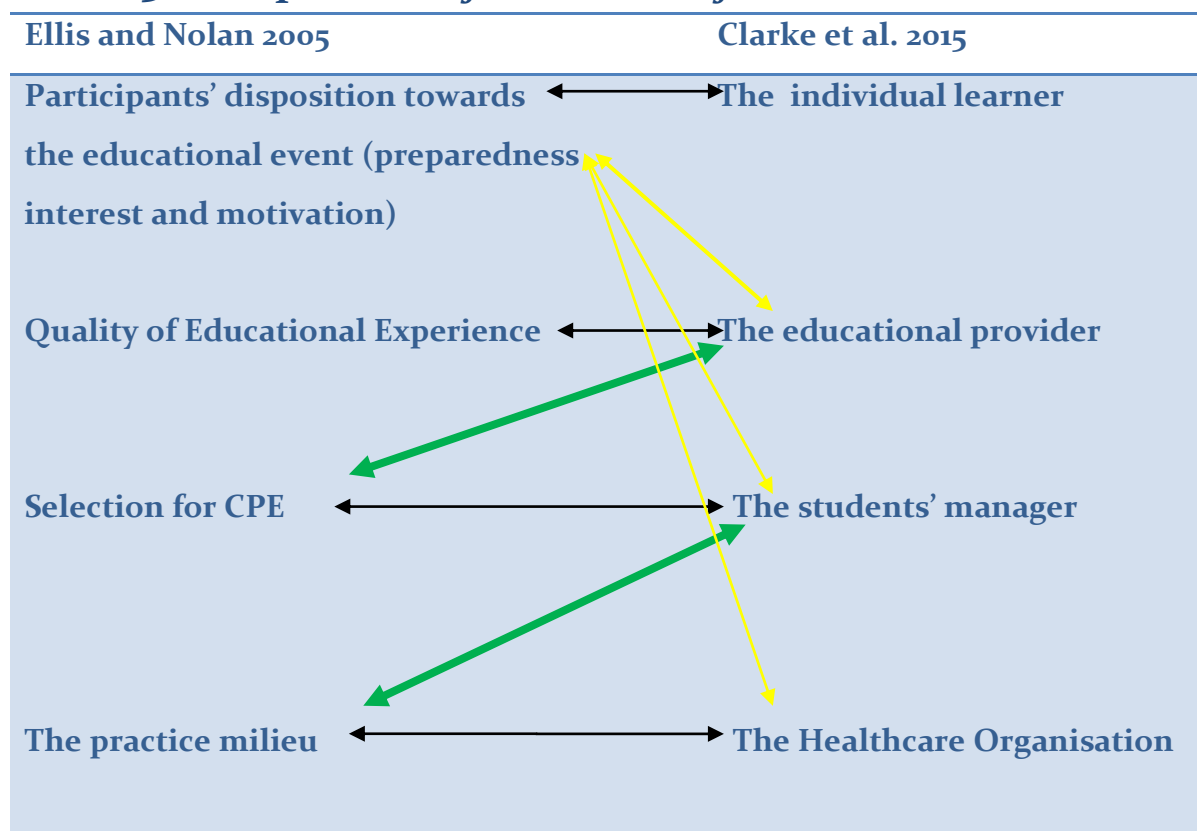 Ellis and Nolan 2005 Clarke et al. 2015
Participants’ disposition towards The individual learner
the educational event (preparedness
interest and motivation)
Quality of Educational Experience The educational provider
Selection for CPE The students’ manager
The practice milieu The Healthcare Organisation